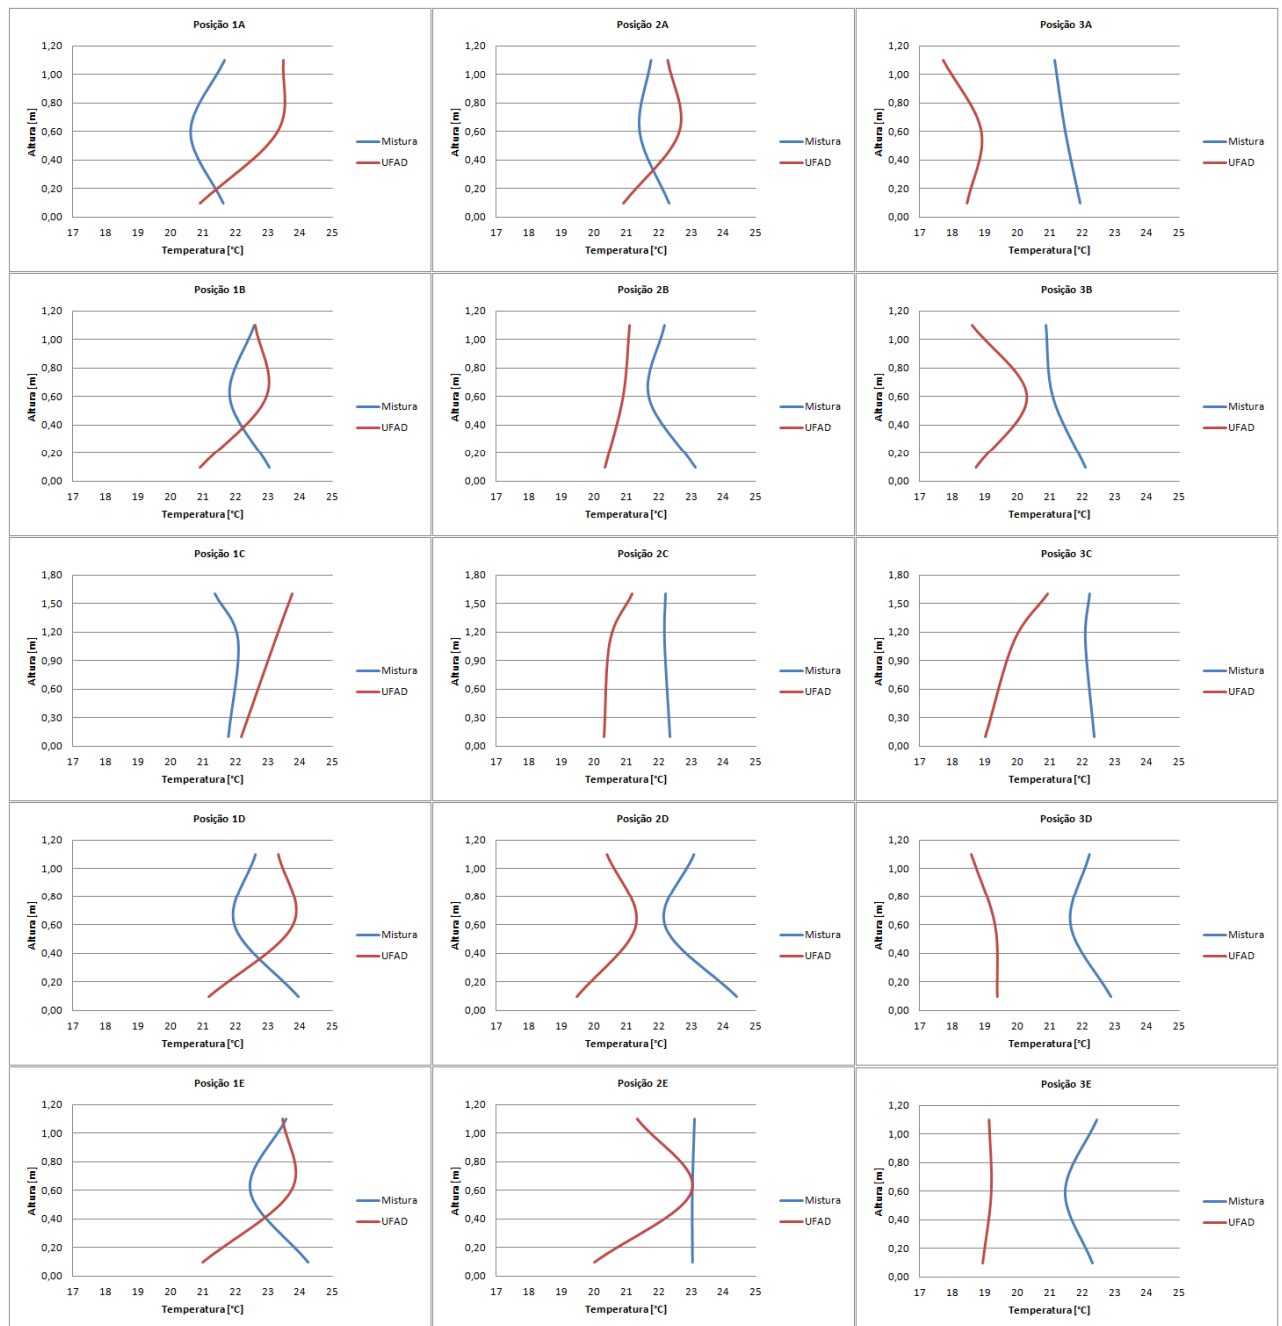 Posição 1A
1,20
1,00
0,80
0,60
0,40
0,20
0,00
Altura [m]
17 18 19 20 21 22 23 24 25
Temperatura [°C]
Mistura
UFAD
Posição 2A
1,20
1,00
0,80
0,60
0,40
0,20
0,00
Altura [m]
17 18 19 20 21 22 23 24 25
Temperatura [°C]
Mistura
UFAD
Posição 3A
1,20
1,00
0,80
0,60
0,40
0,20
0,00
Altura [m]
17 18 19 20 21 22 23 24 25
Temperatura [°C]
Mistura
UFAD
Posição 1B
1,20
1,00
0,80
0,60
0,40
0,20
0,00
Altura [m]
17 18 19 20 21 22 23 24 25
Temperatura [°C]
Mistura
UFAD
Posição 2B
1,20
1,00
0,80
0,60
0,40
0,20
0,00
Altura [m]
17 18 19 20 21 22 23 24 25
Temperatura [°C]
Mistura
UFAD
Posição 3B
1,20
1,00
0,80
0,60
0,40
0,20
0,00
Altura [m]
17 18 19 20 21 22 23 24 25
Temperatura [°C]
Mistura
UFAD
Posição 1C
1,80
1,50
1,20
0,90
0,60
0,30
0,00
Altura [m]
17 18 19 20 21 22 23 24 25
Temperatura [°C]
Mistura
UFAD
Posição 2C
1,80
1,50
1,20
0,90
0,60
0,30
0,00
Altura [m]
17 18 19 20 21 22 23 24 25
Temperatura [°C]
Mistura
UFAD
Posição 3C
1,80
1,50
1,20
0,90
0,60
0,30
0,00
Altura [m]
17 18 19 20 21 22 23 24 25
Temperatura [°C]
Mistura
UFAD
Posição 1D
1,20
1,00
0,80
0,60
0,40
0,20
0,00
Altura [m]
17 18 19 20 21 22 23 24 25
Temperatura [°C]
Mistura
UFAD
Posição 2D
1,20
1,00
0,80
0,60
0,40
0,20
0,00
Altura [m]
17 18 19 20 21 22 23 24 25
Temperatura [°C]
Mistura
UFAD
Posição 3D
1,20
1,00
0,80
0,60
0,40
0,20
0,00
Altura [m]
17 18 19 20 21 22 23 24 25
Temperatura [°C]
Mistura
UFAD
Posição 1E
1,20
1,00
0,80
0,60
0,40
0,20
0,00
Altura [m]
17 18 19 20 21 22 23 24 25
Temperatura [°C]
Mistura
UFAD
Posição 2E
1,20
1,00
0,80
0,60
0,40
0,20
0,00
Altura [m]
17 18 19 20 21 22 23 24 25
Temperatura [°C]
Mistura
UFAD
Posição 3E
1,20
1,00
0,80
0,60
0,40
0,20
0,00
Altura [m]
17 18 19 20 21 22 23 24 25
Temperatura [°C]
Mistura
UFAD